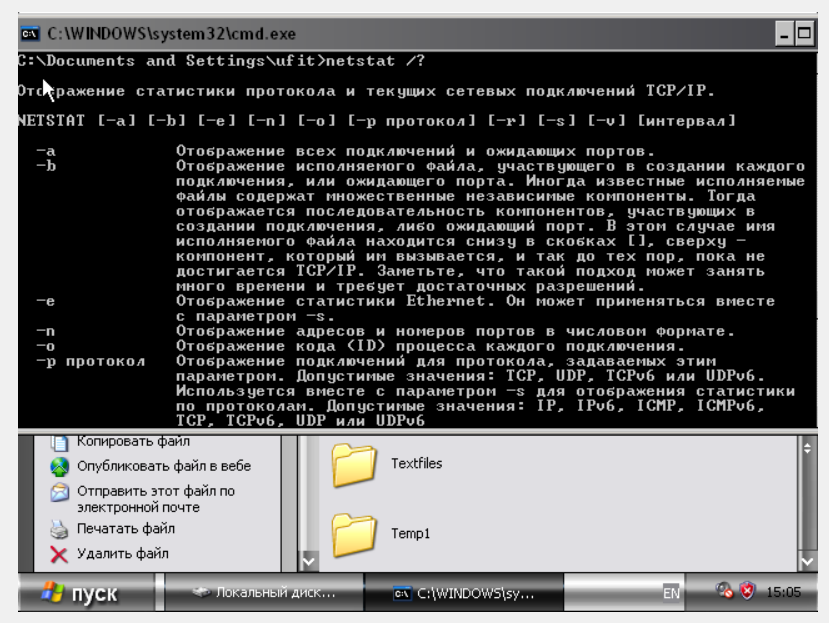 C:\WINDOWS\system32\cmd.exe
C:\Documents and Settings\ufit>netstat /?
Отображение статистики протокола и текущих сетевых подключений TCP/IP.
NETSTAT [-a] [-b] [-e] [-n] [-o] [-p протокол] [-r] [-s] [-v] [интервал]
-a Отображение всех подключений и ожидающих портов.
-b Отображение исполняемого файла, участвующего в создании каждого
подключения, или ожидающего порта. Иногда известные исполняемые
файлы содержат множественные независимые компоненты. Тогда
отображается последовательность компонентов, участвующих в
создании подключения, либо ожидающий порт. В этом случае имя
исполняемого файла находится снизу в скобках [], сверху -
компонент, который им вызывается, и так до тех пор, пока не
достигается TCP/IP. Заметьте, что такой подход может занять
много времени и требует достаточных разрешений.
-e Отображение статистики Ethernet. Он может применяться вместе
с параметром -s.
-n Отображение адресов и номеров портов в числовом формате.
-o Отображение кода (ID) процесса каждого подключения.
-p протокол Отображение подключений для протокола, задаваемых этим
параметром. Допустимые значения: TCP, UDP, TCPv6 или UDPv6.
Используется вместе с параметром -s для отображения статистики
по протоколам. Допустимые значения: IP, IPv6, ICMP, ICMPv6,
TCP, TCPv6, UDP или UDPv6
Копировать файл
Опубликовать файл в вебе
Отправить этот файл по
электронной почте
Печатать файл
Удалить файл
Textfiles
Temp1
пуск
Локальный диск...
C:\WINDOWS\sy...
EN
15:05